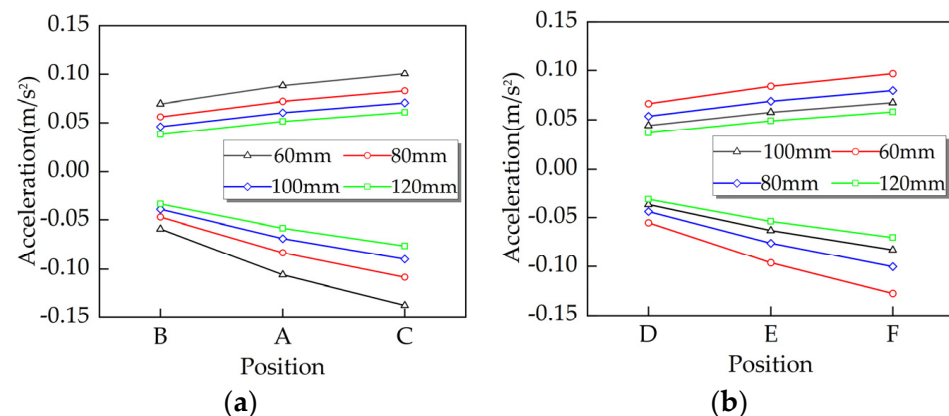 0.15
0.10
0.05
0.00
-0.05
-0.10
-0.15
Acceleration(m/s²)
60mm 80mm
100mm 120mm
B A C
Position
(a)
0.15
0.10
0.05
0.00
-0.05
-0.10
-0.15
Acceleration(m/s²)
100mm 60mm
80mm 120mm
D E F
Position
(b)